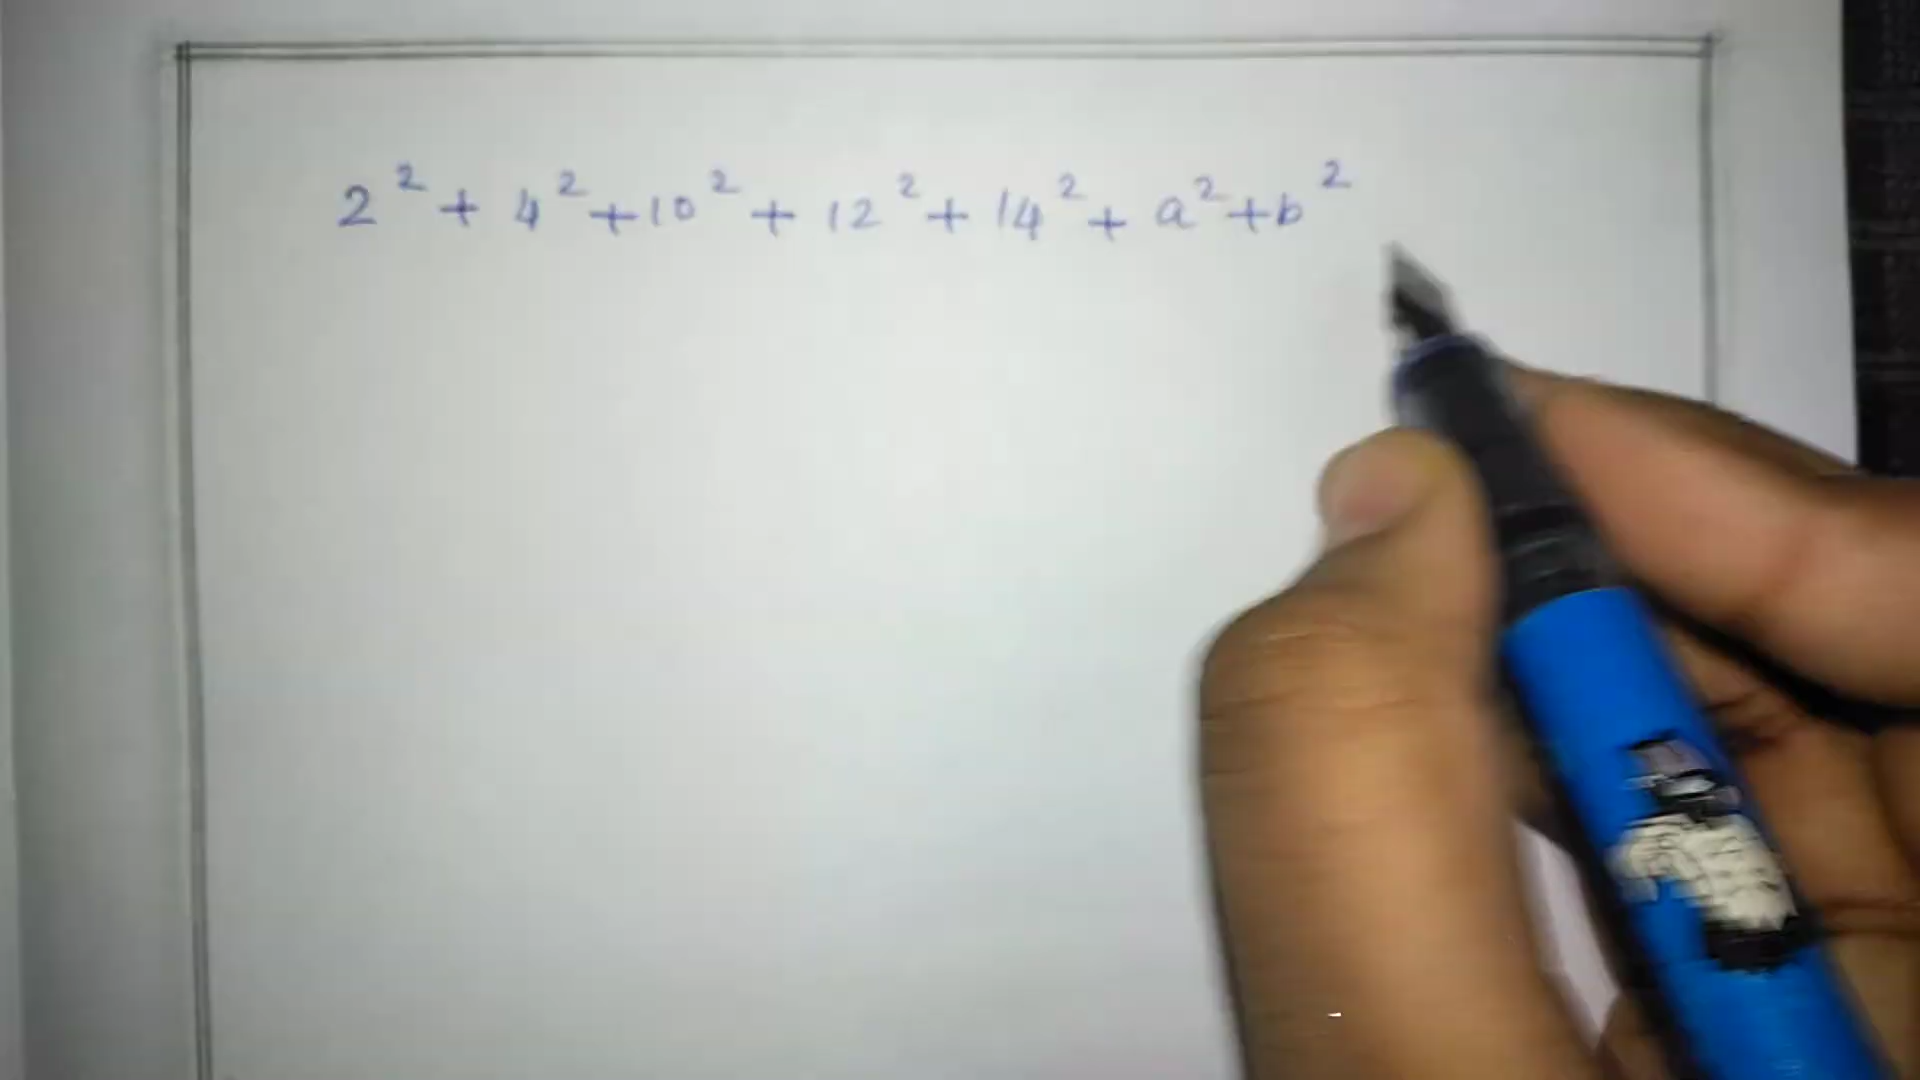 2² + 4² + 10² + 12² + 14² + a² + b²